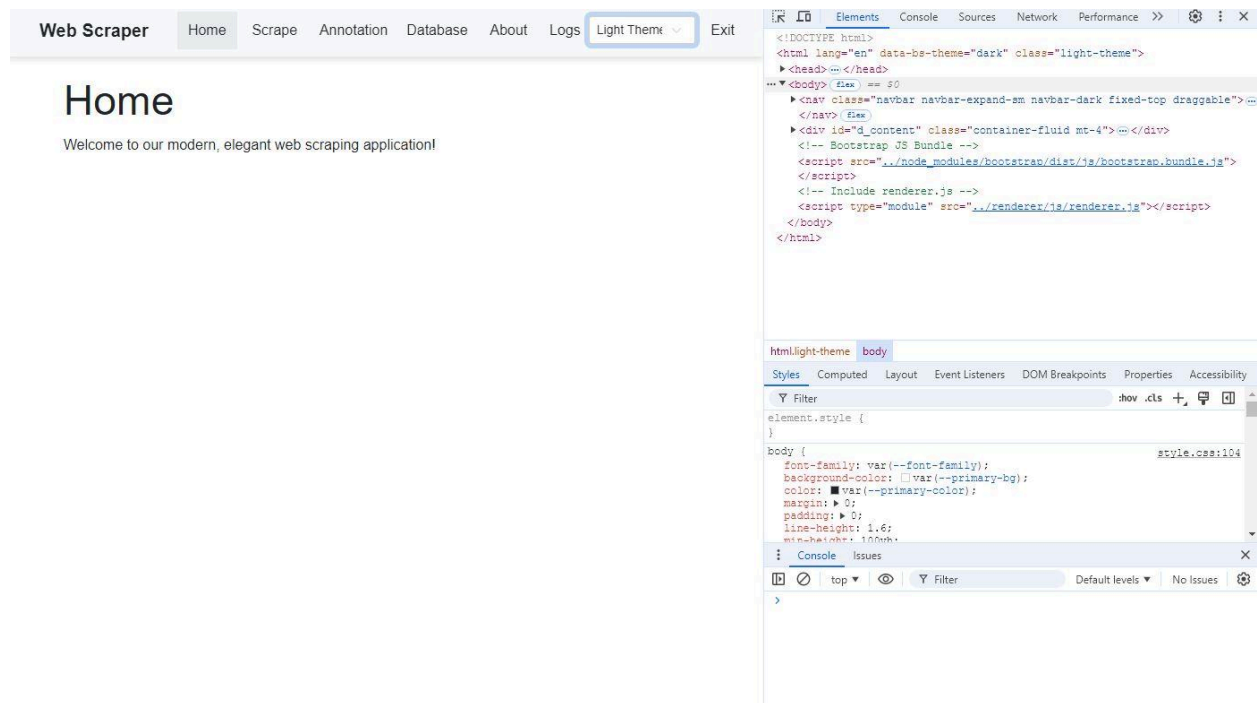 Web Scraper Home Scrape Annotation Database About Logs Light Theme Exit
Home
Welcome to our modern, elegant web scraping application!
Elements Console Sources Network Performance
<!DOCTYPE html>
<html lang="en" data-bs-theme="dark" class="light-theme">
<head> </head>
<body> flex == $0
<nav class="navbar navbar-expand-sm navbar-dark fixed-top draggable">
</nav> flex
<div id="d_content" class="container-fluid mt-4"> </div>
<!-- Bootstrap JS Bundle -->
<script src="../node_modules/bootstrap/dist/js/bootstrap.bundle.js">
</script>
<!-- Include renderer.js -->
<script type="module" src="../renderer/js/renderer.js"></script>
</body>
</html>
html.light-theme body
Styles Computed Layout Event Listeners DOM Breakpoints Properties Accessibility
Filter :hov .cls
element.style {
}
body { style.css:104
font-family: var(--font-family);
background-color: var(--primary-bg);
color: var(--primary-color);
margin: 0;
padding: 0;
line-height: 1.6;
min-height: 100vh;
Console Issues
top Filter Default levels No Issues